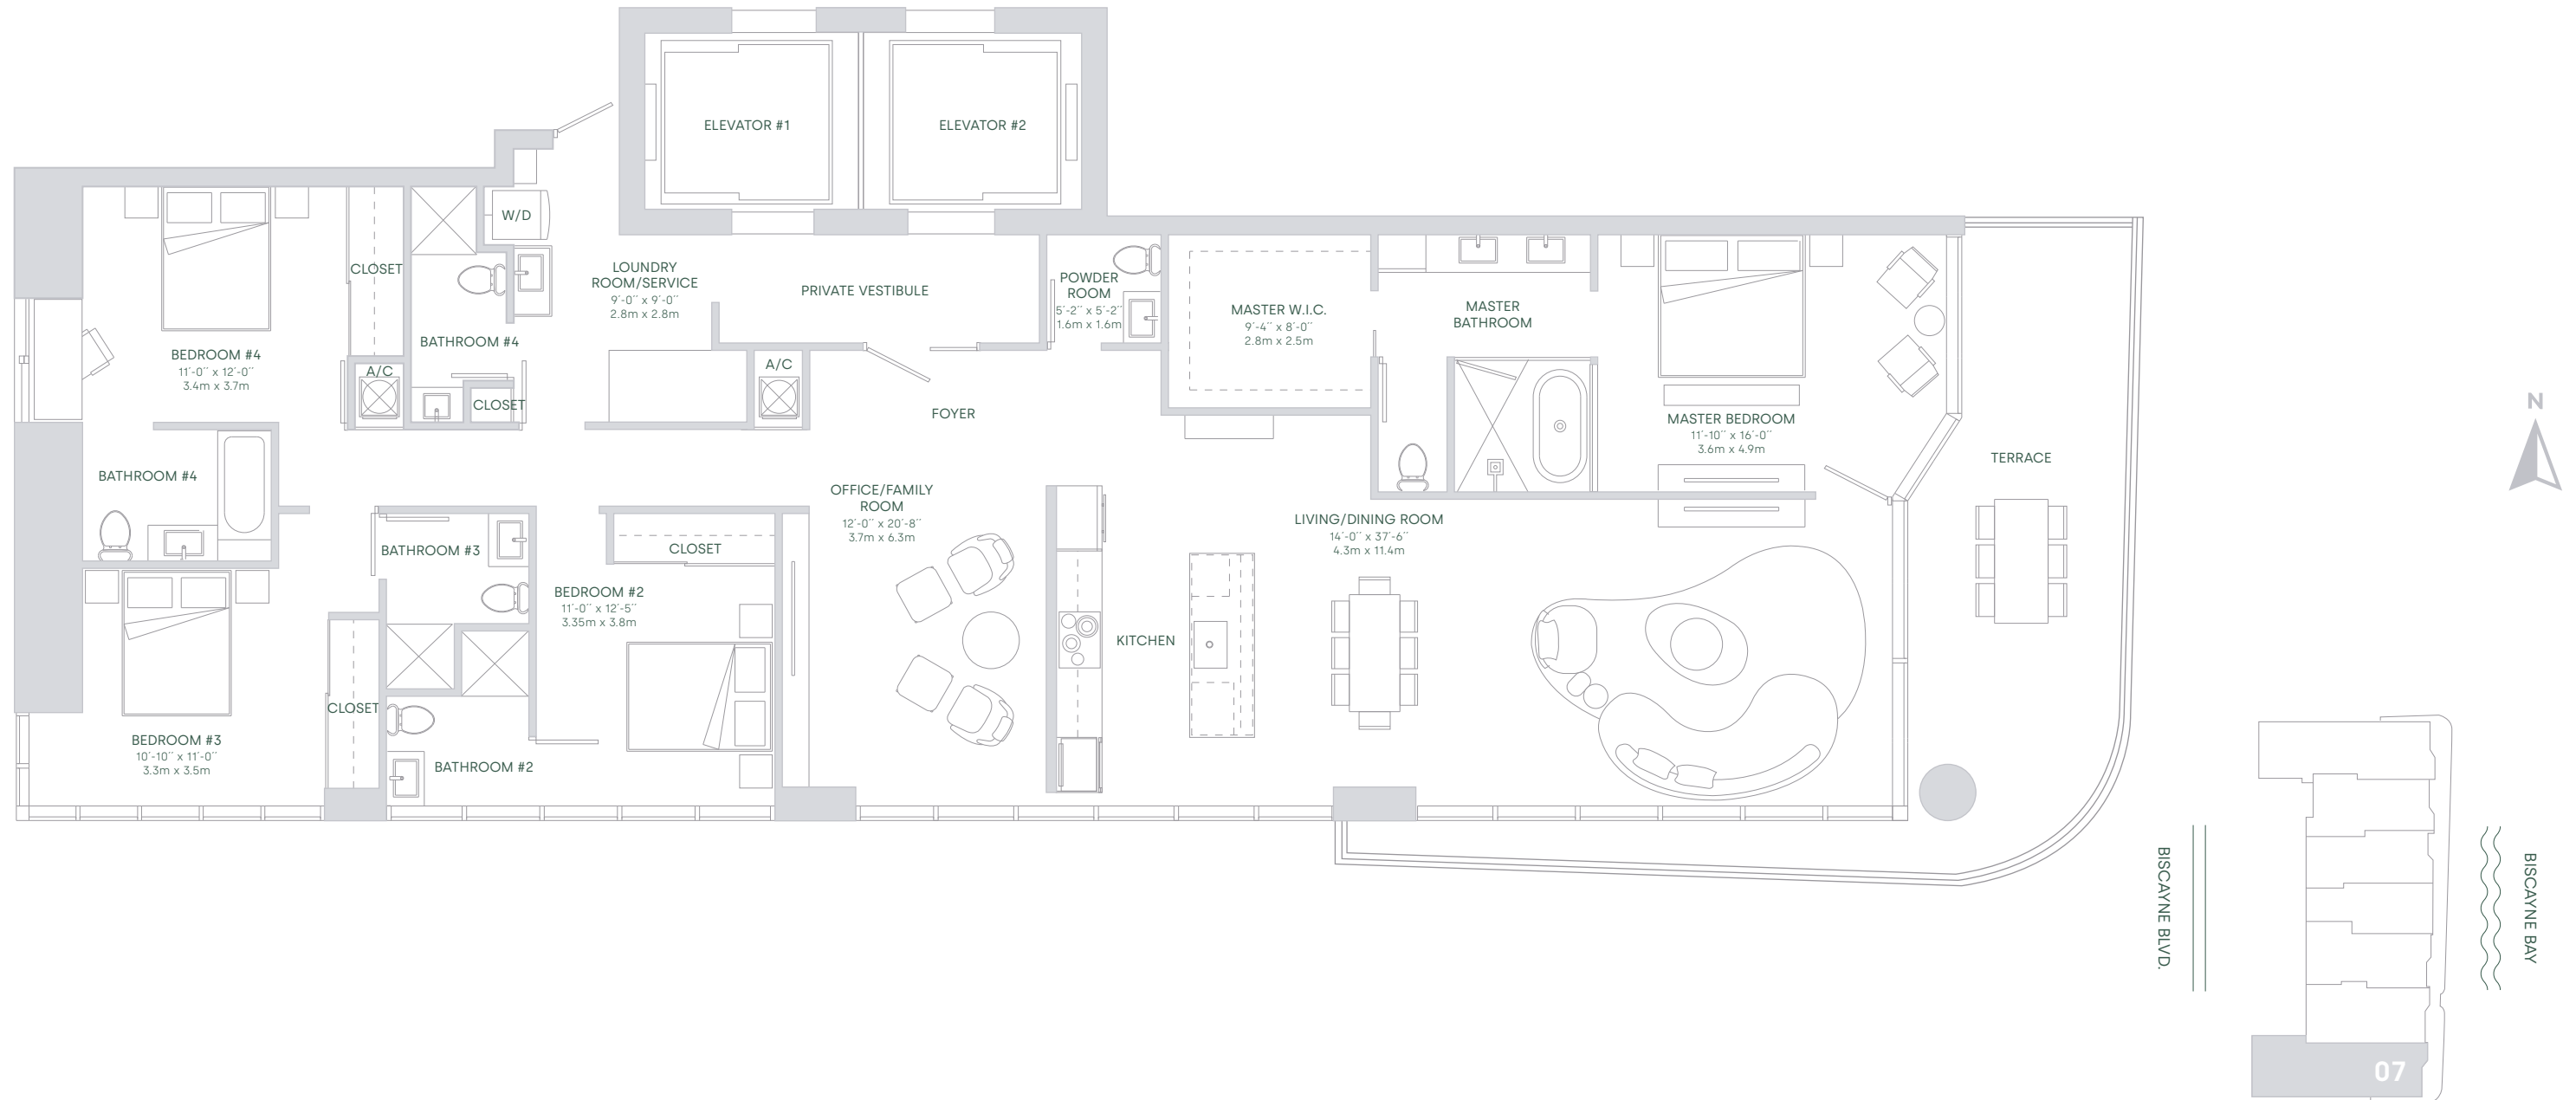 ELEVATOR #1
ELEVATOR #2
W/D
CLOSET
LOUNDRY
ROOM/SERVICE
9´-0´´ x 9´-0´´
2.8m x 2.8m
PRIVATE VESTIBULE
POWDER
ROOM
5´-2´´ x 5´-2´´
1.6m x 1.6m
MASTER W.I.C.
9´-4´´ x 8´-0´´
2.8m x 2.5m
MASTER
BATHROOM
BEDROOM #4
11´-0´´ x 12´-0´´
3.4m x 3.7m
BATHROOM #4
A/C
CLOSET
A/C
FOYER
MASTER BEDROOM
11´-10´´ x 16´-0´´
3.6m x 4.9m
TERRACE
N
BATHROOM #4
OFFICE/FAMILY
ROOM
12´-0´´ x 20´-8´´
3.7m x 6.3m
LIVING/DINING ROOM
14´-0´´ x 37´-6´´
4.3m x 11.4m
BATHROOM #3
CLOSET
BEDROOM #2
11´-0´´ x 12´-5´´
3.35m x 3.8m
KITCHEN
CLOSET
BEDROOM #3
10´-10´´ x 11´-0´´
3.3m x 3.5m
BATHROOM #2
BISCAYNE BLVD.
BISCAYNE BAY
07